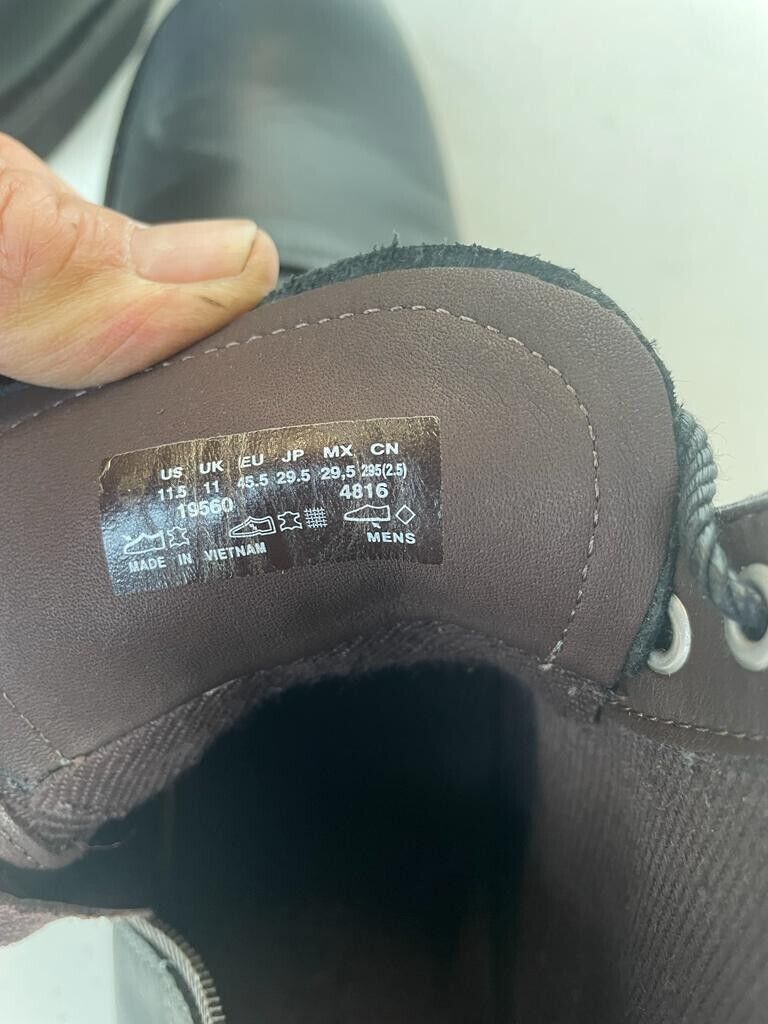 US UK EU JP MX CN
11.5 11 45.5 29.5 29,5 295(2.5)
19560 4816
MADE IN VIETNAM MENS